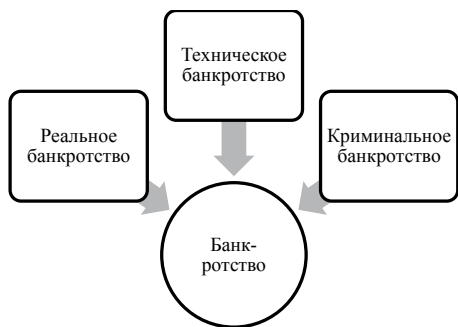 Техническое
банкротство
Реальное
банкротство
Криминальное
банкротство
Банк-
ротство